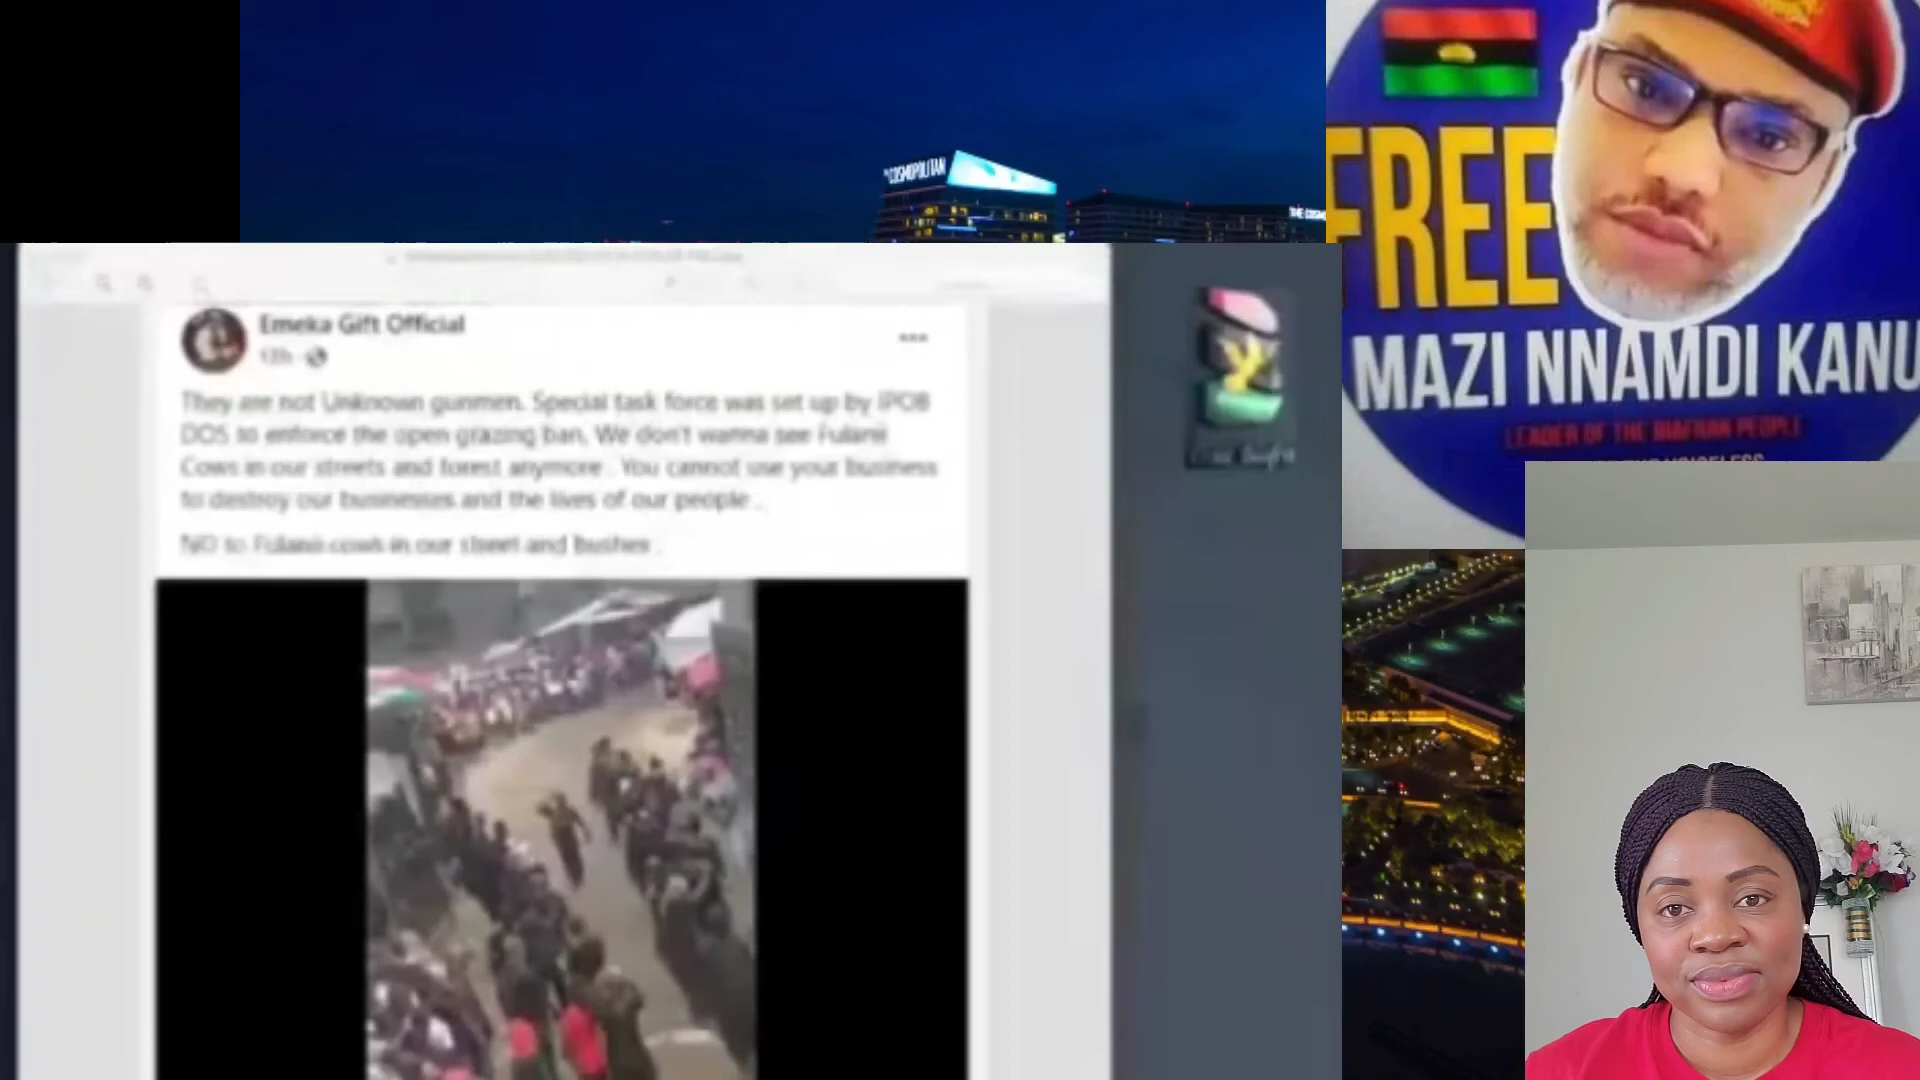 The COSMOPOLITAN
THE COSM
FREE
MAZI NNAMDI KANU
LEADER OF THE BIAFRAN PEOPLE
Emeka Gift Official
They are not Unknown gunmen. Special task force was set up by IPOB
DOS to enforce the open grazing ban. We don't wanna see Fulani
Cows in our streets and forest anymore . You cannot use your business
to destroy our businesses and the lives of our people .
NO to Fulani cows in our street and bushes .